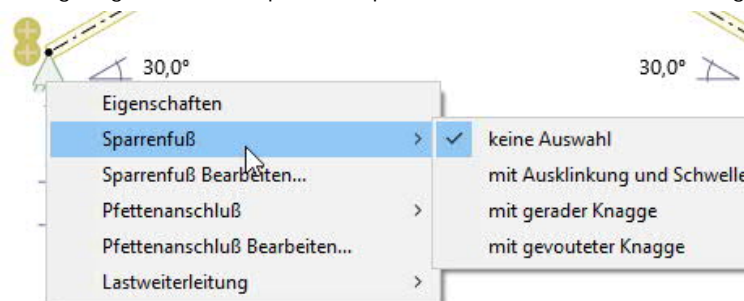 30,0°
30,0°
Eigenschaften
Sparrenfuß
keine Auswahl
Sparrenfuß Bearbeiten...
mit Ausklinkung und Schwelle
Pfettenanschluß
mit gerader Knagge
Pfettenanschluß Bearbeiten...
mit gevouteter Knagge
Lastweiterleitung